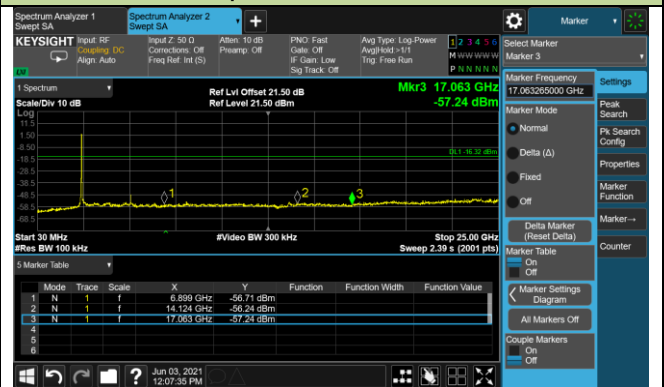 Spectrum Analyzer 1
Swept SA
Spectrum Analyzer 2
Swept SA
Marker
KEYSIGHT
Input: RF
Coupling: DC
Align: Auto
Input Z: 50 Ω
Corrections: Off
Freq Ref: Int (S)
Atten: 10 dB
Preamp: Off
PNO: Fast
Gate: Off
IF Gain: Low
Sig Track: Off
Avg Type: Log-Power
Avg|Hold:>1/1
Trig: Free Run
1 2 3 4 5 6
M W W W W W
P N N N N N
LXI
Select Marker
Marker 3
1 Spectrum
Scale/Div 10 dB
Log
Ref Lvl Offset 21.50
Ref Level 21.50 dBm
Mkr3 17.063 GHz
-57.24 dBm
11.5
1.50
-8.50
-18.5
-28.5
-38.5
-48.5
-58.5
-68.5
DL1 -16.32 dBm
1
2
3
Start 30 MHz
#Res BW 100 kHz
#Video BW 300 kHz
Stop 25.00 GHz
Sweep 2.39 s (2001 pts)
5 Marker Table
Mode Trace Scale X Y Function Function Width Function Value
1 N 1 f 6.899 GHz -56.71 dBm
2 N 1 f 14.124 GHz -56.24 dBm
3 N 1 f 17.063 GHz -57.24 dBm
4
5
6
Marker Frequency
17.063265000 GHz
Marker Mode
Normal
Delta (Δ)
Fixed
Off
Delta Marker
(Reset Delta)
Marker Table
On
Off
Marker Settings
Diagram
All Markers Off
Couple Markers
On
Off
Settings
Peak
Search
Pk Search
Config
Properties
Marker
Function
Marker→
Counter
?
Jun 03, 2021
12:07:35 PM